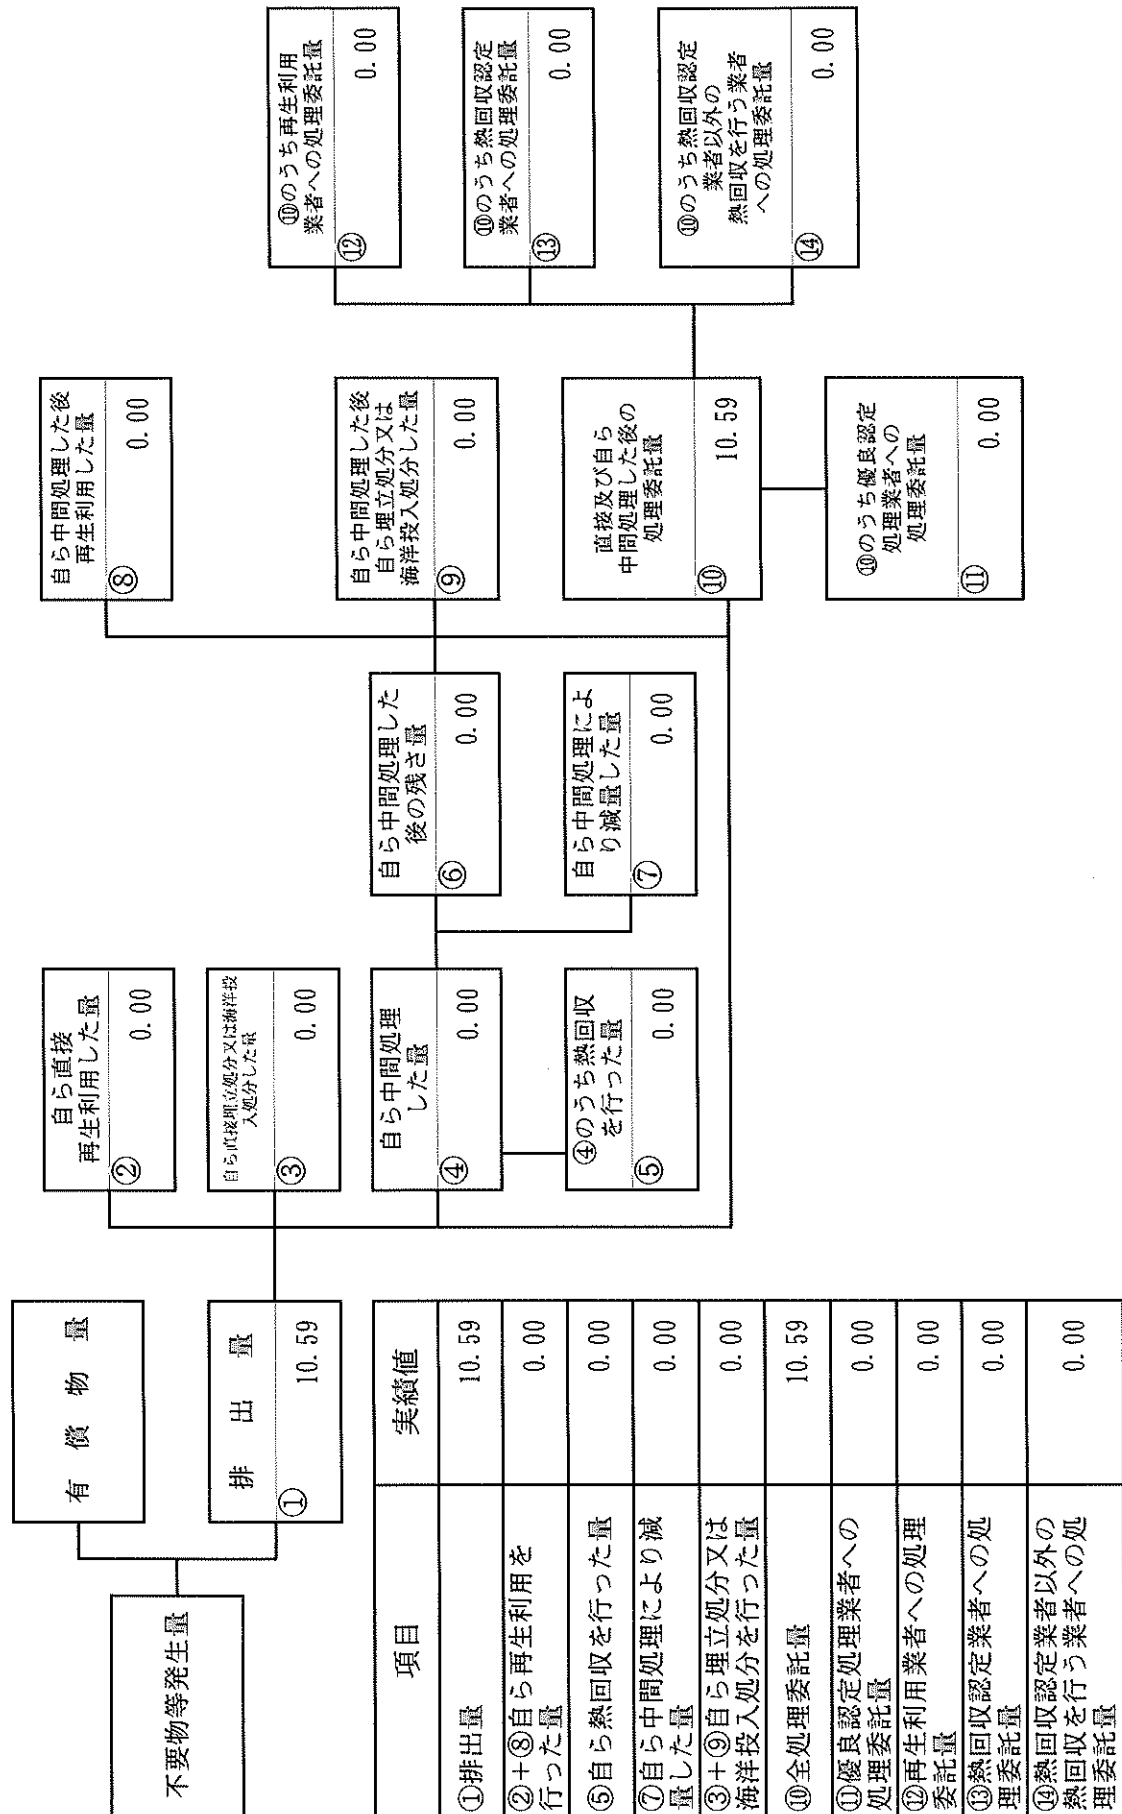 不要物等発生量
有償物量
排出量
①
10.59
自ら直接
再生利用した量
②
0.00
自ら直接埋立処分又は海洋投
入処分した量
③
0.00
自ら中間処理
した量
④
0.00
④のうち熱回収
を行った量
⑤
0.00
自ら中間処理した
後の残さ量
⑥
0.00
自ら中間処理によ
り減量した量
⑦
0.00
自ら中間処理した後
再生利用した量
⑧
0.00
自ら中間処理した後
自ら埋立処分又は
海洋投入処分した量
⑨
0.00
直接及び自ら
中間処理した後の
処理委託量
⑩
10.59
⑩のうち優良認定
処理業者への
処理委託量
⑪
0.00
⑩のうち再生利用
業者への処理委託量
⑫
0.00
⑩のうち熱回収認定
業者への処理委託量
⑬
0.00
⑩のうち熱回収認定
業者以外の
熱回収を行う業者
への処理委託量
⑭
0.00
項目 実績値
①排出量 10.59
②+⑧自ら再生利用を
行った量 0.00
⑤自ら熱回収を行った量 0.00
⑦自ら中間処理により減
量した量 0.00
③+⑨自ら埋立処分又は
海洋投入処分を行った量 0.00
⑩全処理委託量 10.59
⑪優良認定処理業者への
処理委託量 0.00
⑫再生利用業者への処理
委託量 0.00
⑬熱回収認定業者への処
理委託量 0.00
⑭熱回収認定業者以外の
熱回収を行う業者への処
理委託量 0.00